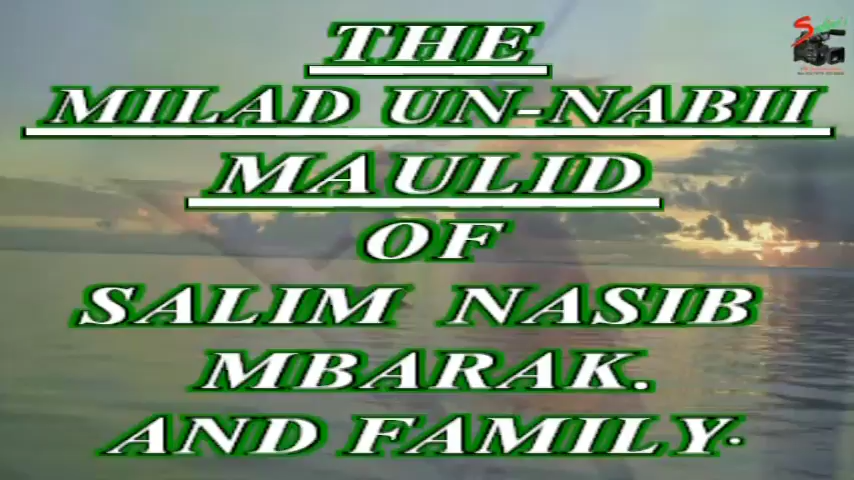 THE
MILAD UN-NABII
MAULID
OF
SALIM NASIB
MBARAK.
AND FAMILY.